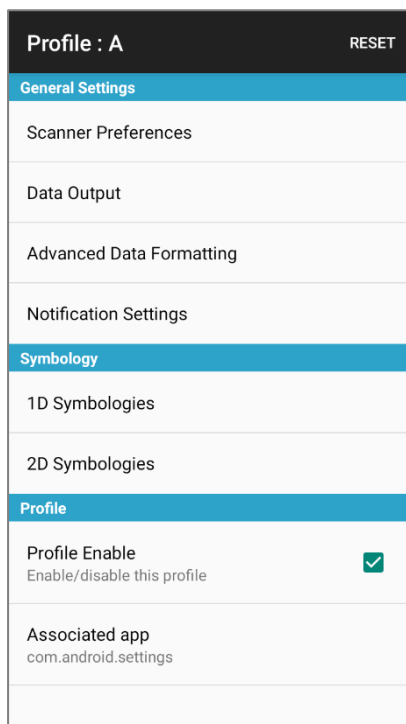 Profile : A
RESET
General Settings
Scanner Preferences
Data Output
Advanced Data Formatting
Notification Settings
Symbology
1D Symbologies
2D Symbologies
Profile
Profile Enable
Enable/disable this profile
Associated app
com.android.settings